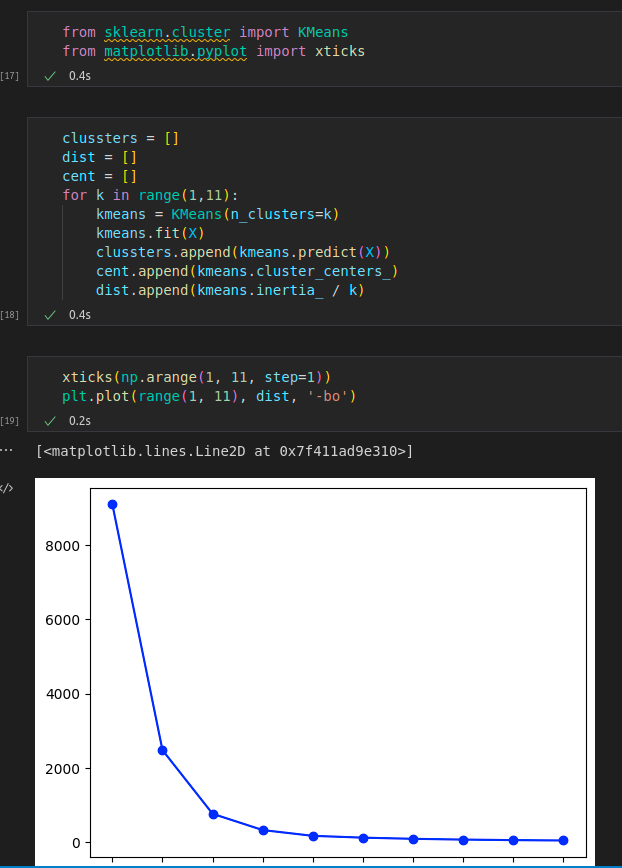 from sklearn.cluster import KMeans
from matplotlib.pyplot import xticks
[17]
0.4s
clussters = []
dist = []
cent = []
for k in range(1,11):
    kmeans = KMeans(n_clusters=k)
    kmeans.fit(X)
    clussters.append(kmeans.predict(X))
    cent.append(kmeans.cluster_centers_)
    dist.append(kmeans.inertia_ / k)
[18]
0.4s
xticks(np.arange(1, 11, step=1))
plt.plot(range(1, 11), dist, '-bo')
[19]
0.2s
...
[<matplotlib.lines.Line2D at 0x7f411ad9e310>]
</>
8000
6000
4000
2000
0